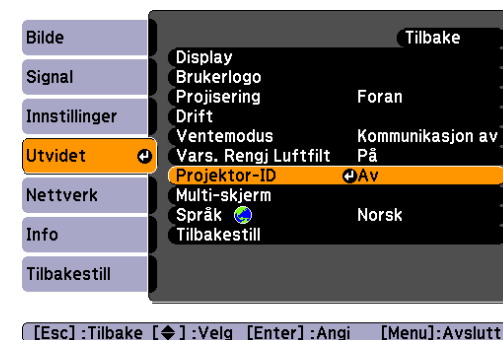 Bilde
Signal
Innstillinger
Utvidet
Nettverk
Info
Tilbakestill
Tilbake
Display
Brukerlogo
Projisering Foran
Drift
Ventemodus Kommunikasjon av
Vars. Rengj Luftfilt På
Projektor-ID Av
Multi-skjerm
Språk Norsk
Tilbakestill
[Esc] :Tilbake [◆] :Velg [Enter] :Angi [Menu]:Avslutt